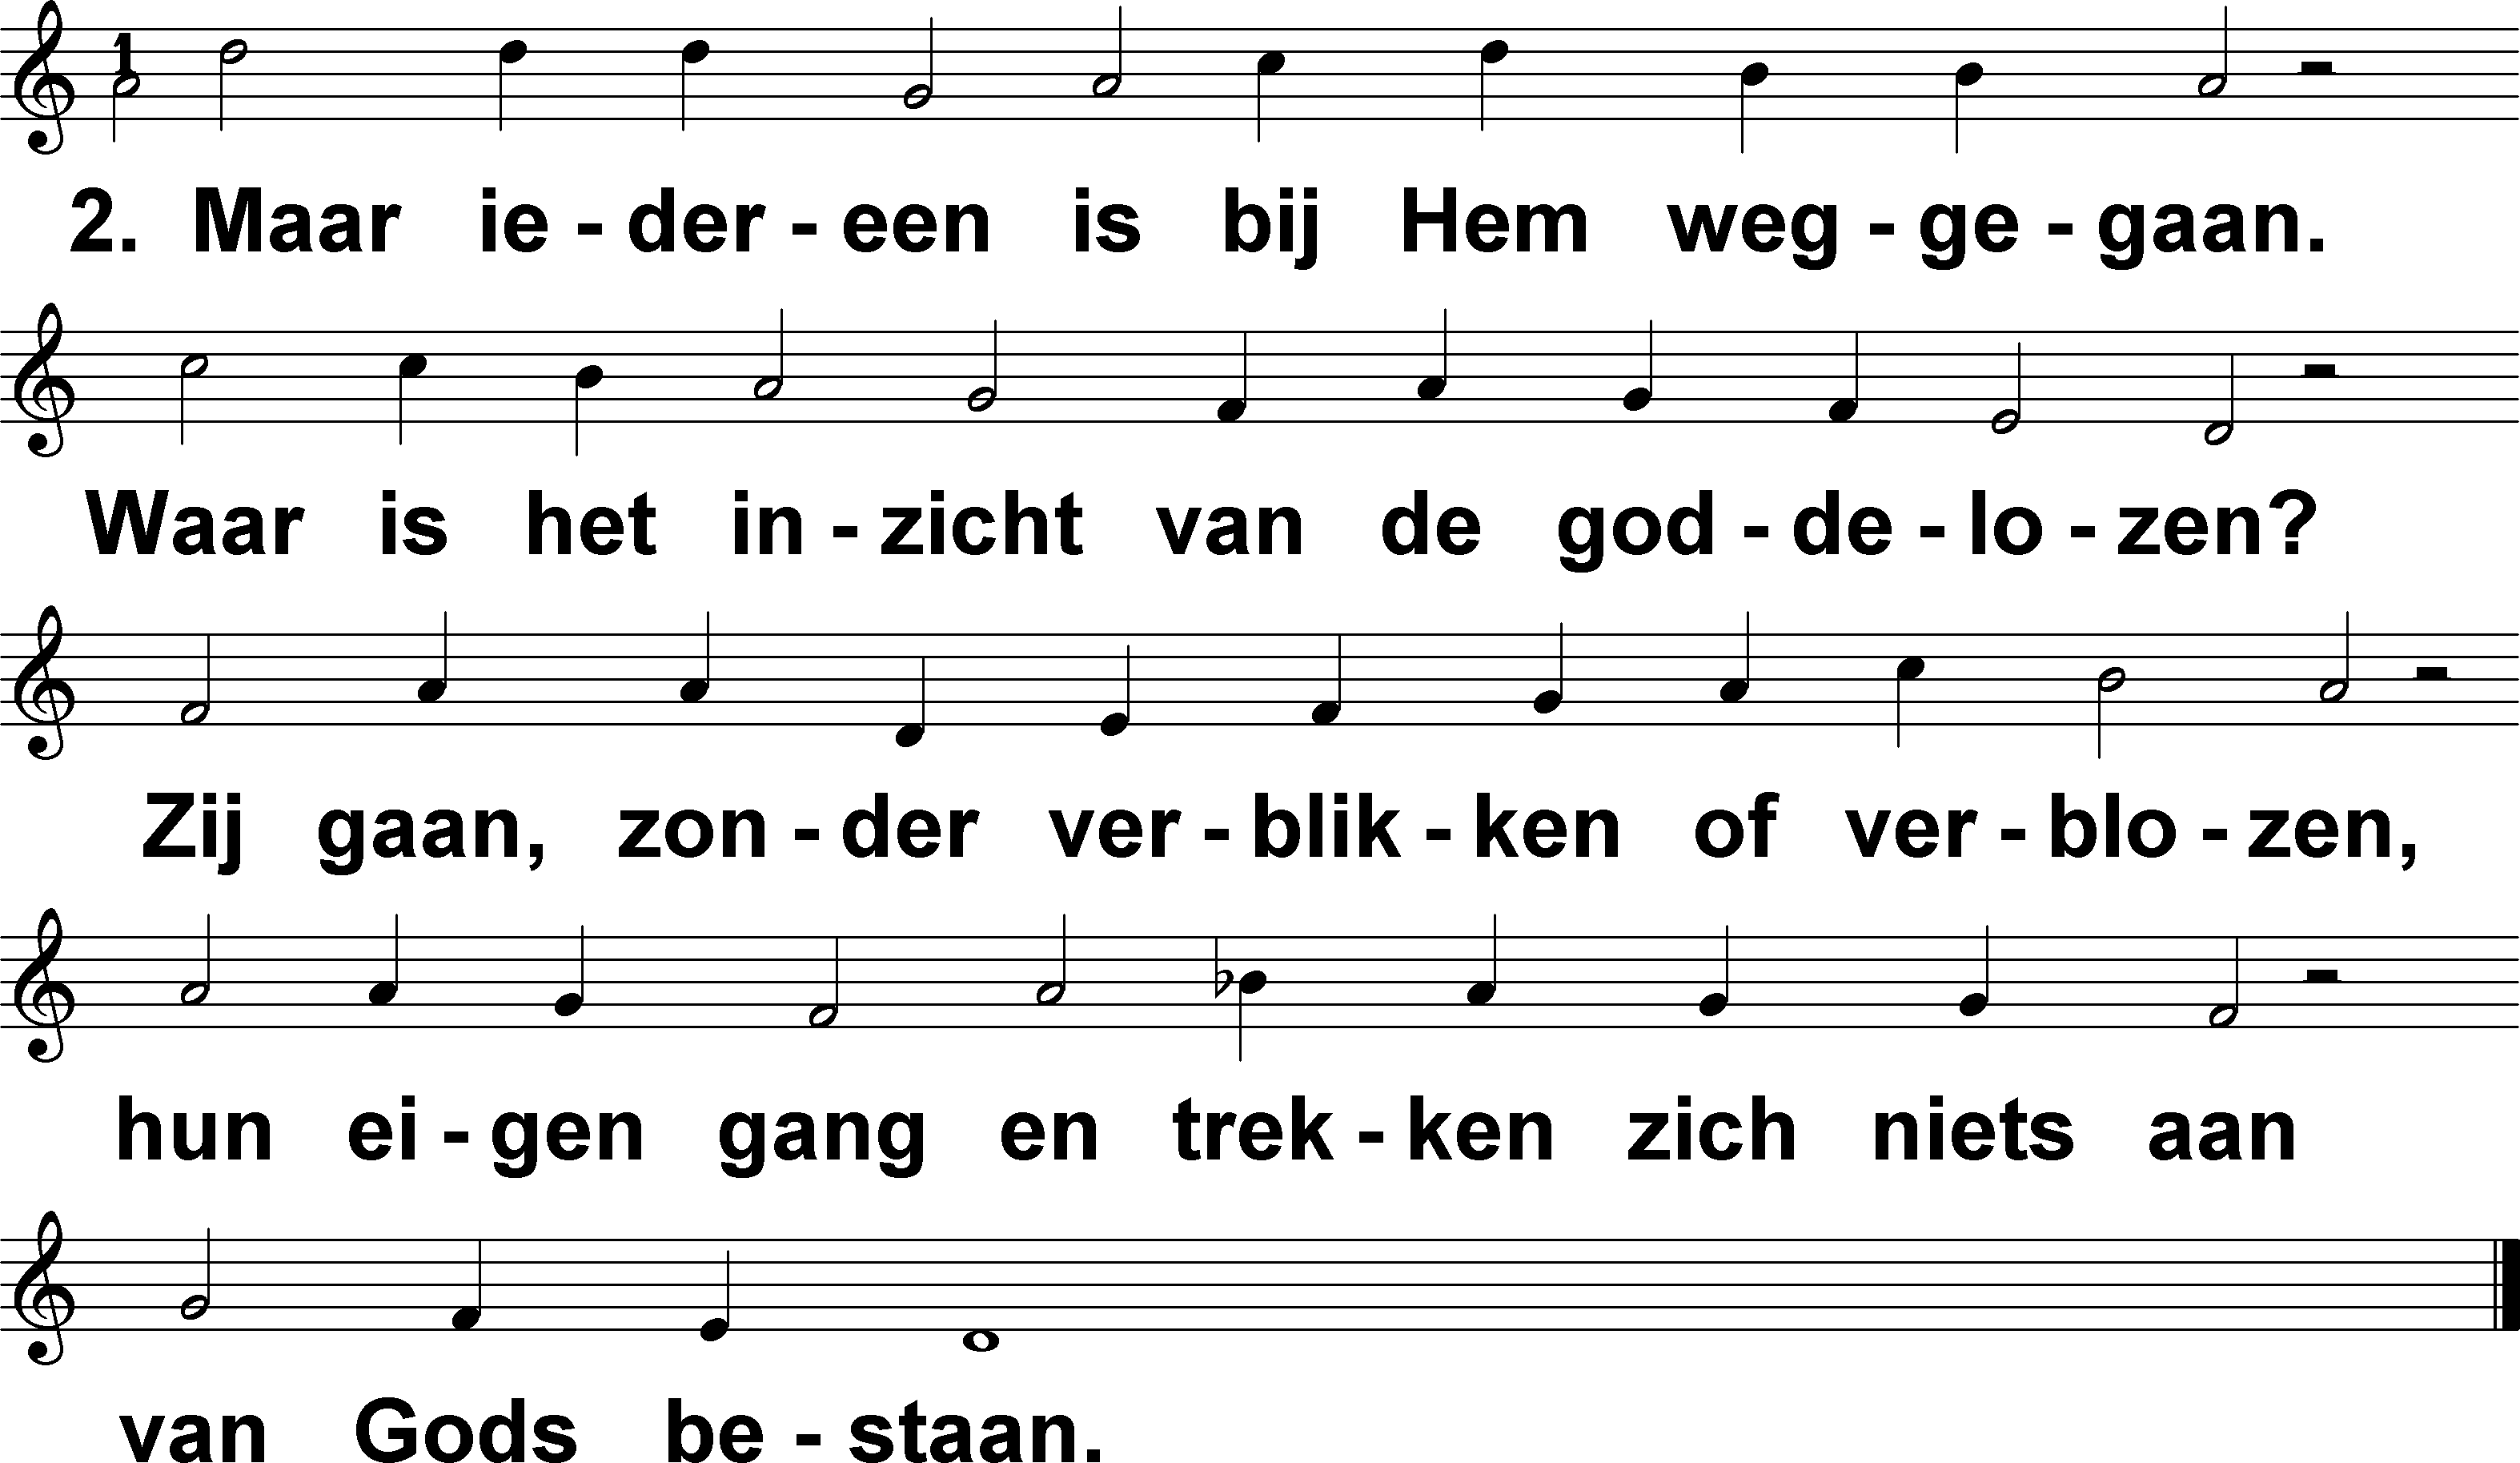 1
2. Maar ie - der - een is bij Hem weg - ge - gaan.
Waar is het in - zicht van de god - de - lo - zen?
Zij gaan, zon - der ver - blik - ken of ver - blo - zen,
hun ei - gen gang en trek - ken zich niets aan
van Gods be - staan.